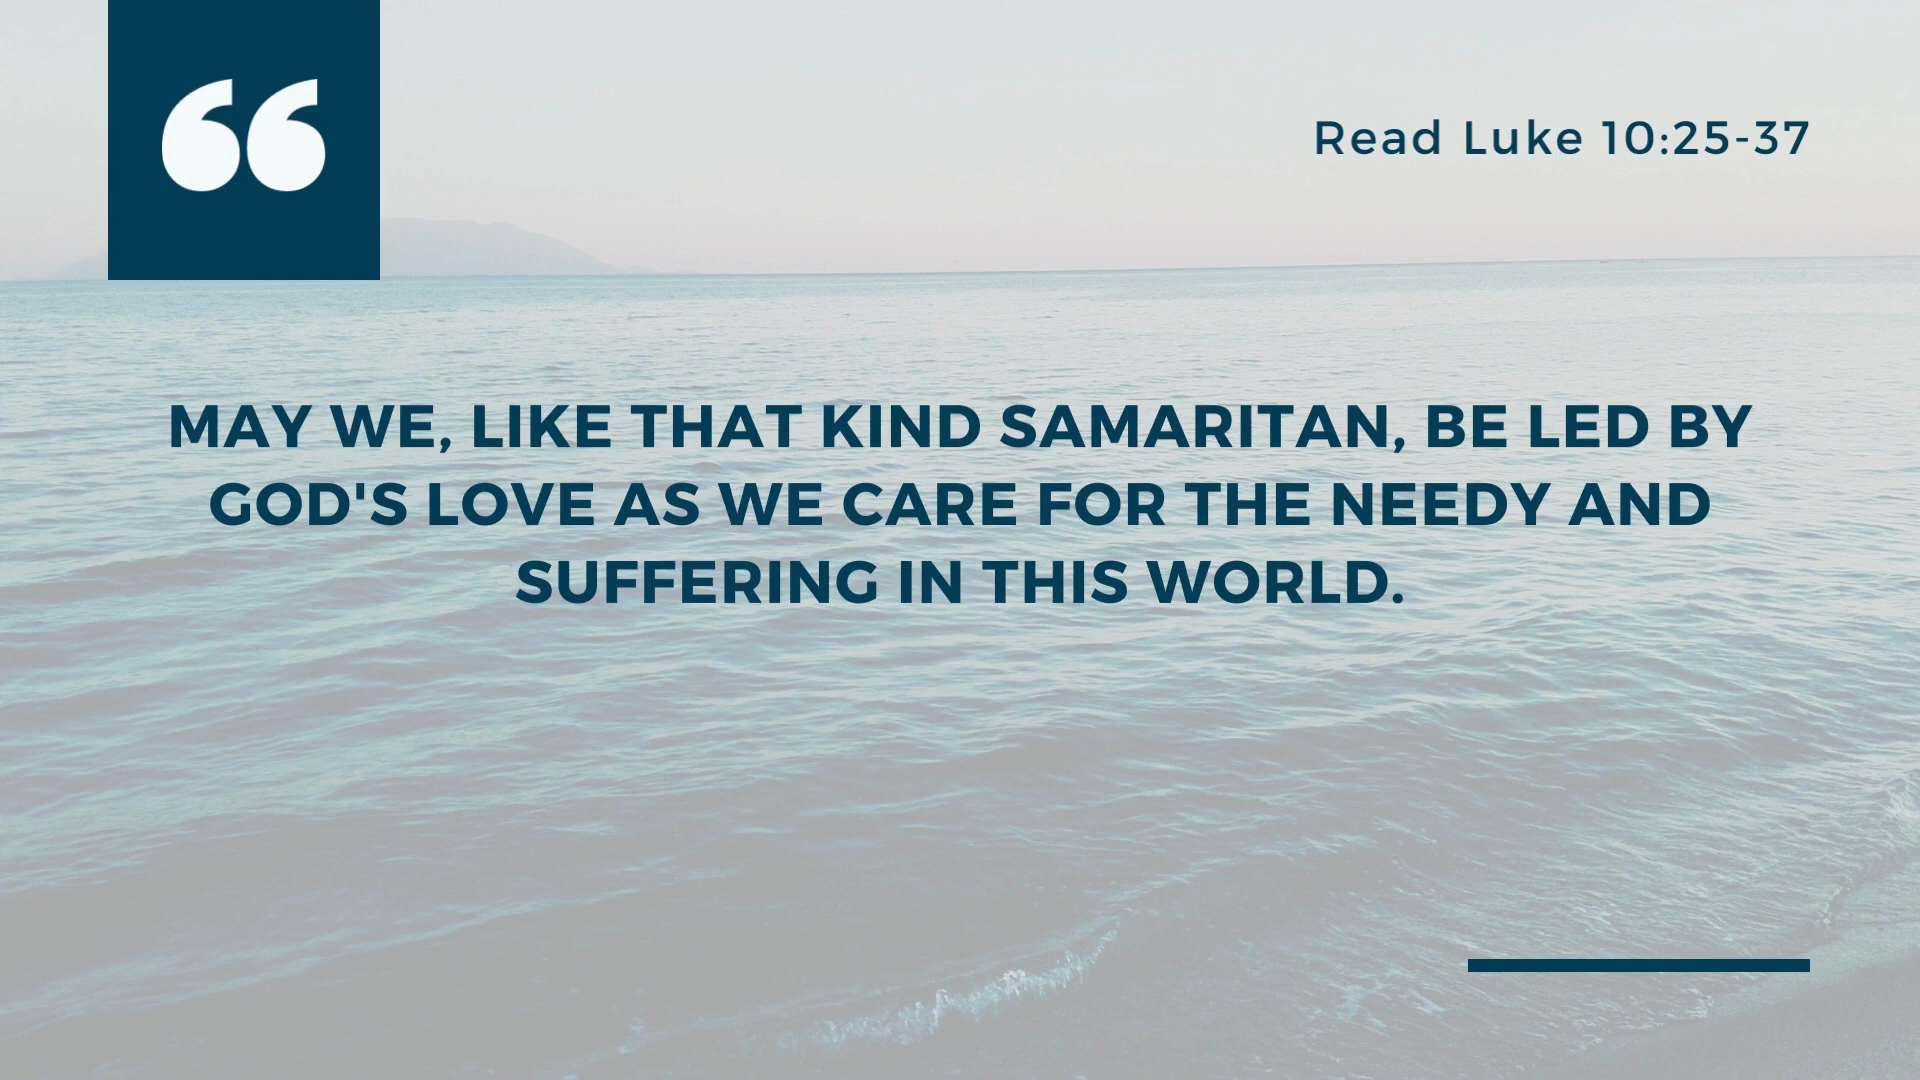 “
Read Luke 10:25-37
MAY WE, LIKE THAT KIND SAMARITAN, BE LED BY
GOD'S LOVE AS WE CARE FOR THE NEEDY AND
SUFFERING IN THIS WORLD.